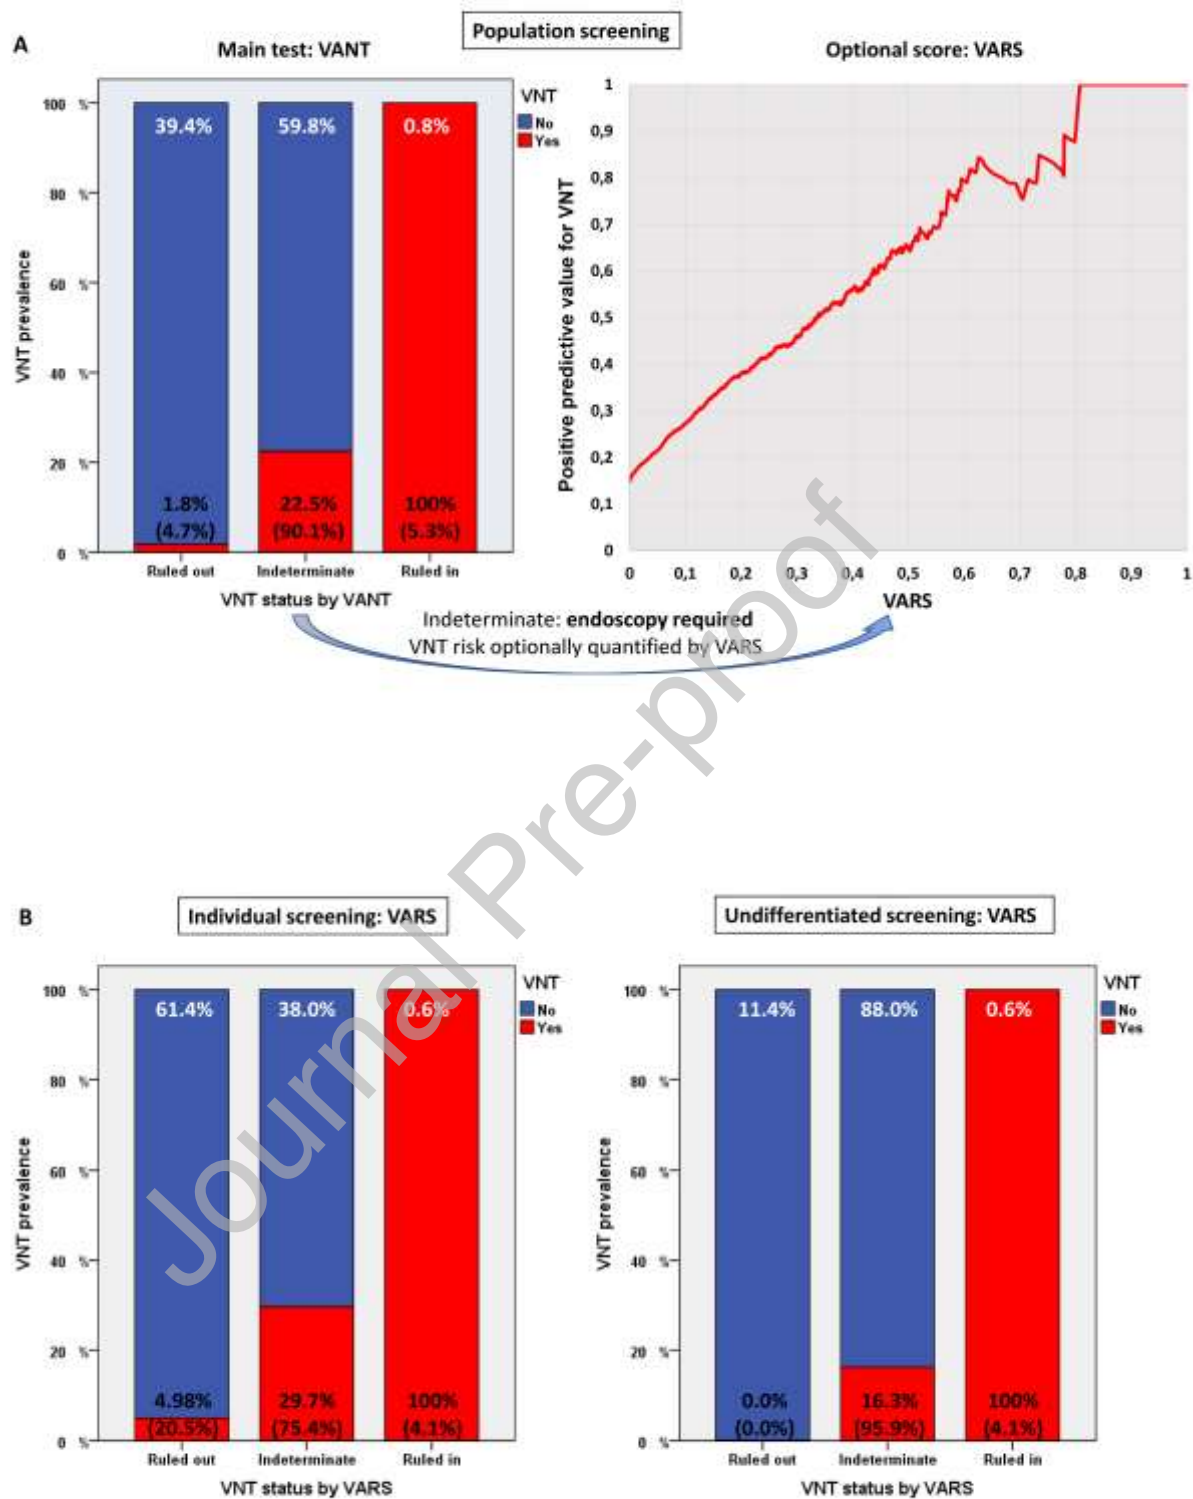 Population screening
A
Main test: VANT
Optional score: VARS
VNT
No
Yes
VNT prevalence
100 %
80 %
60 %
40 %
20 %
0 %
39.4%
59.8%
0.8%
1.8%
(4.7%)
22.5%
(90.1%)
100%
(5.3%)
Ruled out
Indeterminate
Ruled in
VNT status by VANT
Positive predictive value for VNT
1
0,9
0,8
0,7
0,6
0,5
0,4
0,3
0,2
0,1
0
0 0,1 0,2 0,3 0,4 0,5 0,6 0,7 0,8 0,9 1
VARS
Indeterminate: endoscopy required
VNT risk optionally quantified by VARS
Journal Pre-proof
B
Individual screening: VARS
VNT
No
Yes
VNT prevalence
100 %
80 %
60 %
40 %
20 %
0 %
61.4%
38.0%
0.6%
4.98%
(20.5%)
29.7%
(75.4%)
100%
(4.1%)
Ruled out
Indeterminate
Ruled in
VNT status by VARS
Undifferentiated screening: VARS
VNT
No
Yes
VNT prevalence
100 %
80 %
60 %
40 %
20 %
0 %
11.4%
88.0%
0.6%
0.0%
(0.0%)
16.3%
(95.9%)
100%
(4.1%)
Ruled out
Indeterminate
Ruled in
VNT status by VARS